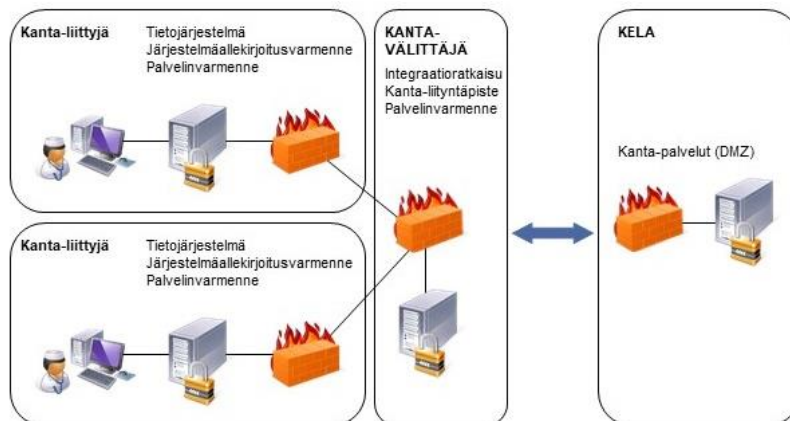 Kanta-liittyjä
Tietojärjestelmä
Järjestelmäallekirjoitusvarmenne
Palvelinvarmenne
Kanta-liittyjä
Tietojärjestelmä
Järjestelmäallekirjoitusvarmenne
Palvelinvarmenne
KANTA-
VÄLITTÄJÄ
Integraatioratkaisu
Kanta-liityntäpiste
Palvelinvarmenne
KELA
Kanta-palvelut (DMZ)